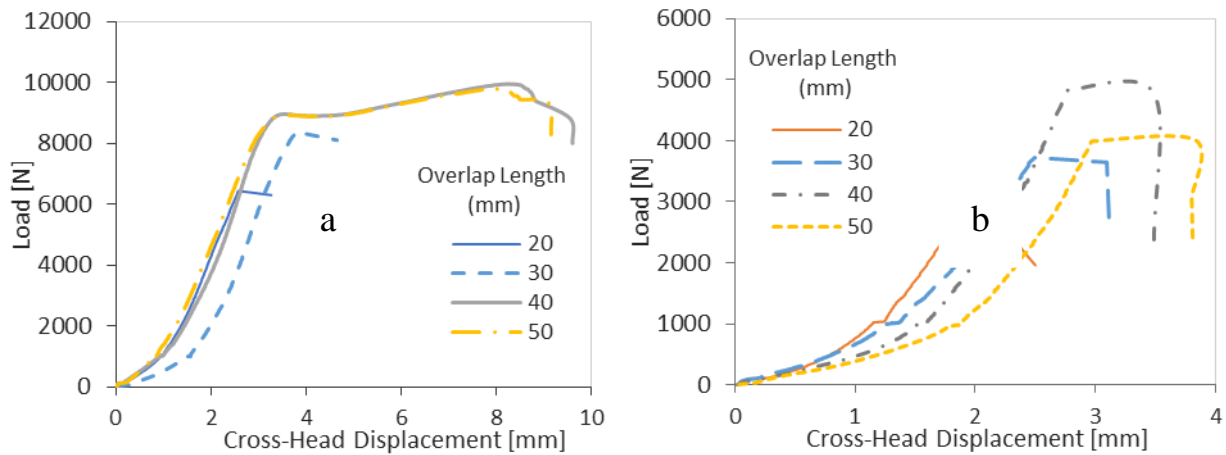 12000
10000
8000
6000
4000
2000
0
Load [N]
Overlap Length
(mm)
20
30
40
50
a
0 2 4 6 8 10
Cross-Head Displacement [mm]
6000
5000
4000
3000
2000
1000
0
Load [N]
Overlap Length
(mm)
20
30
40
50
b
0 1 2 3 4
Cross-Head Displacement [mm]